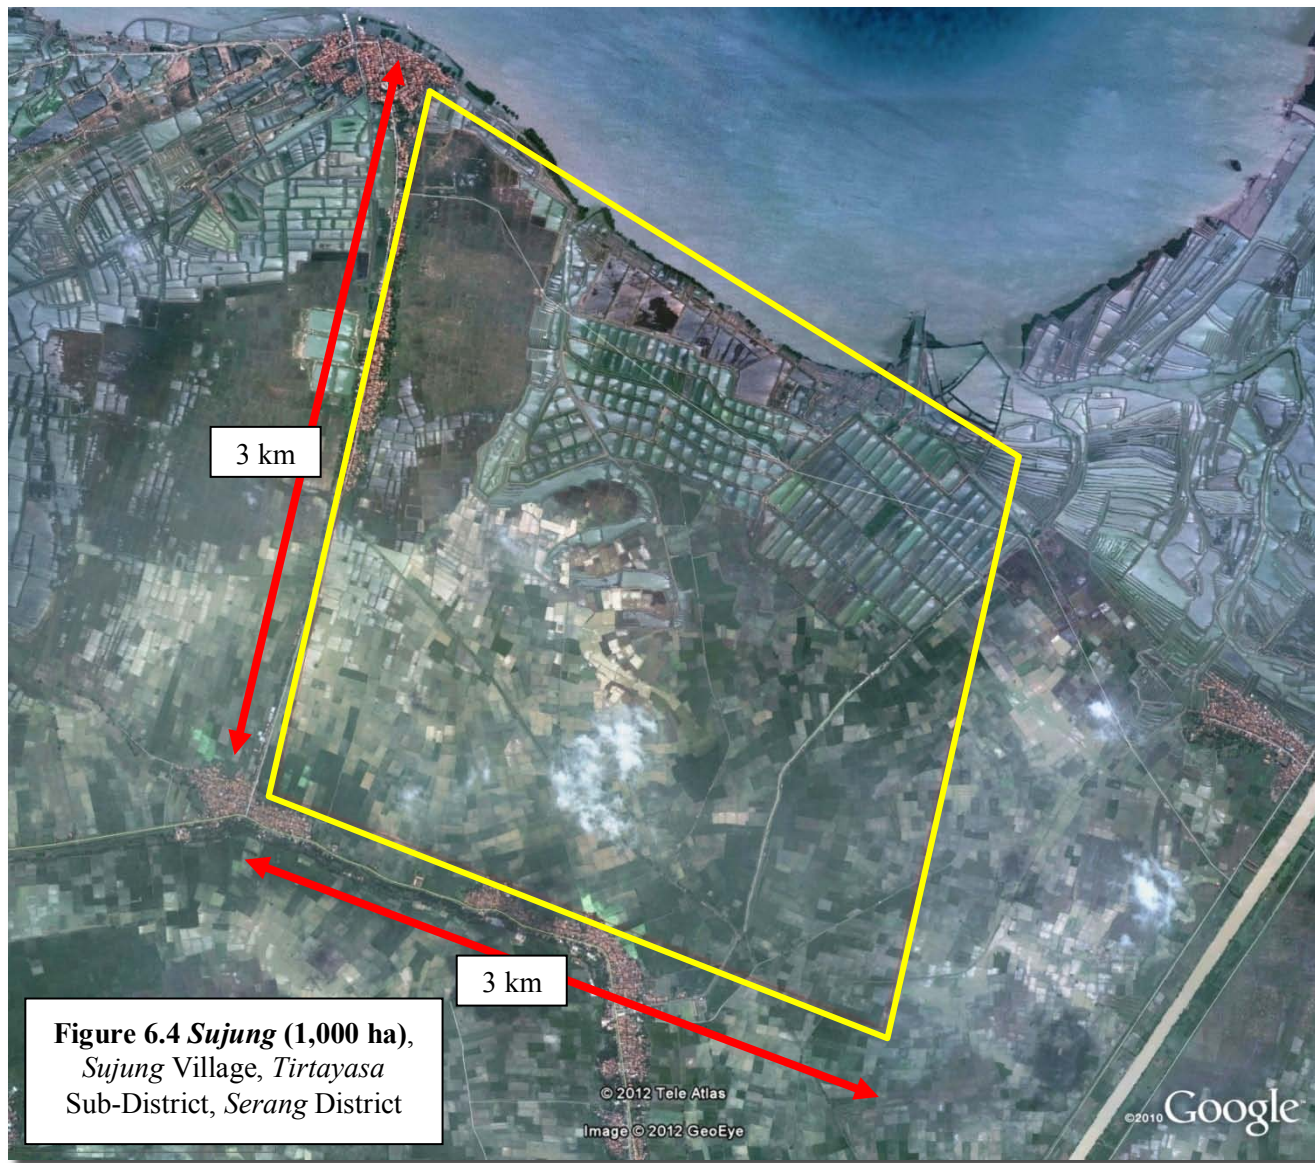 3 km
3 km
Figure 6.4 Sujung (1,000 ha),
Sujung Village, Tirtayasa
Sub-District, Serang District
© 2012 Tele Atlas
Image © 2012 GeoEye
©2010 Google